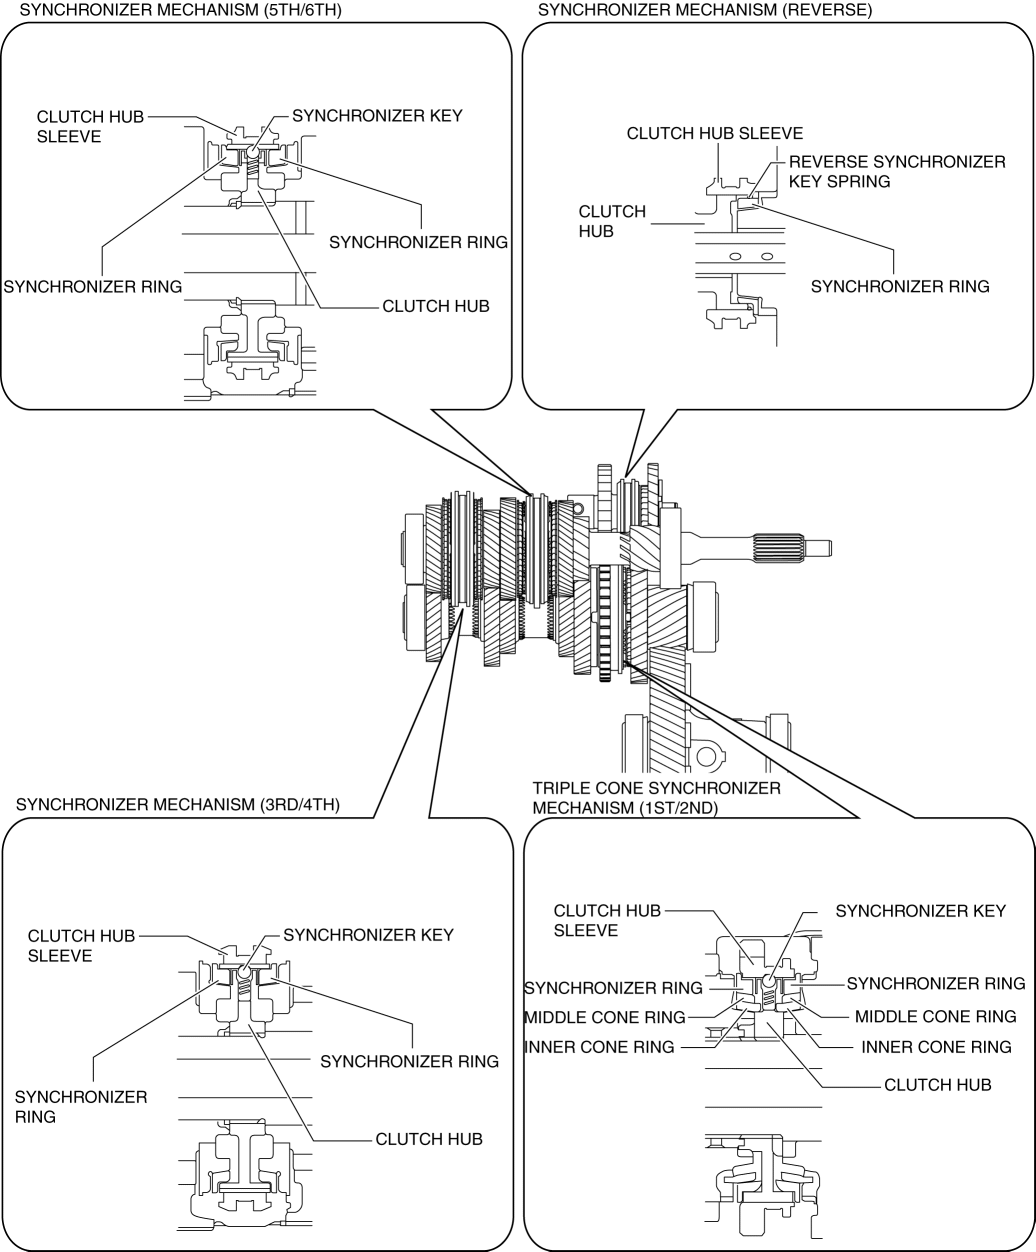 SYNCHRONIZER MECHANISM (5TH/6TH)
CLUTCH HUB
SLEEVE
SYNCHRONIZER KEY
SYNCHRONIZER RING
SYNCHRONIZER RING
CLUTCH HUB
SYNCHRONIZER MECHANISM (REVERSE)
CLUTCH HUB SLEEVE
REVERSE SYNCHRONIZER
KEY SPRING
CLUTCH
HUB
SYNCHRONIZER RING
SYNCHRONIZER MECHANISM (3RD/4TH)
CLUTCH HUB
SLEEVE
SYNCHRONIZER KEY
SYNCHRONIZER RING
SYNCHRONIZER
RING
CLUTCH HUB
TRIPLE CONE SYNCHRONIZER
MECHANISM (1ST/2ND)
CLUTCH HUB
SLEEVE
SYNCHRONIZER KEY
SYNCHRONIZER RING
SYNCHRONIZER RING
MIDDLE CONE RING
MIDDLE CONE RING
INNER CONE RING
INNER CONE RING
CLUTCH HUB